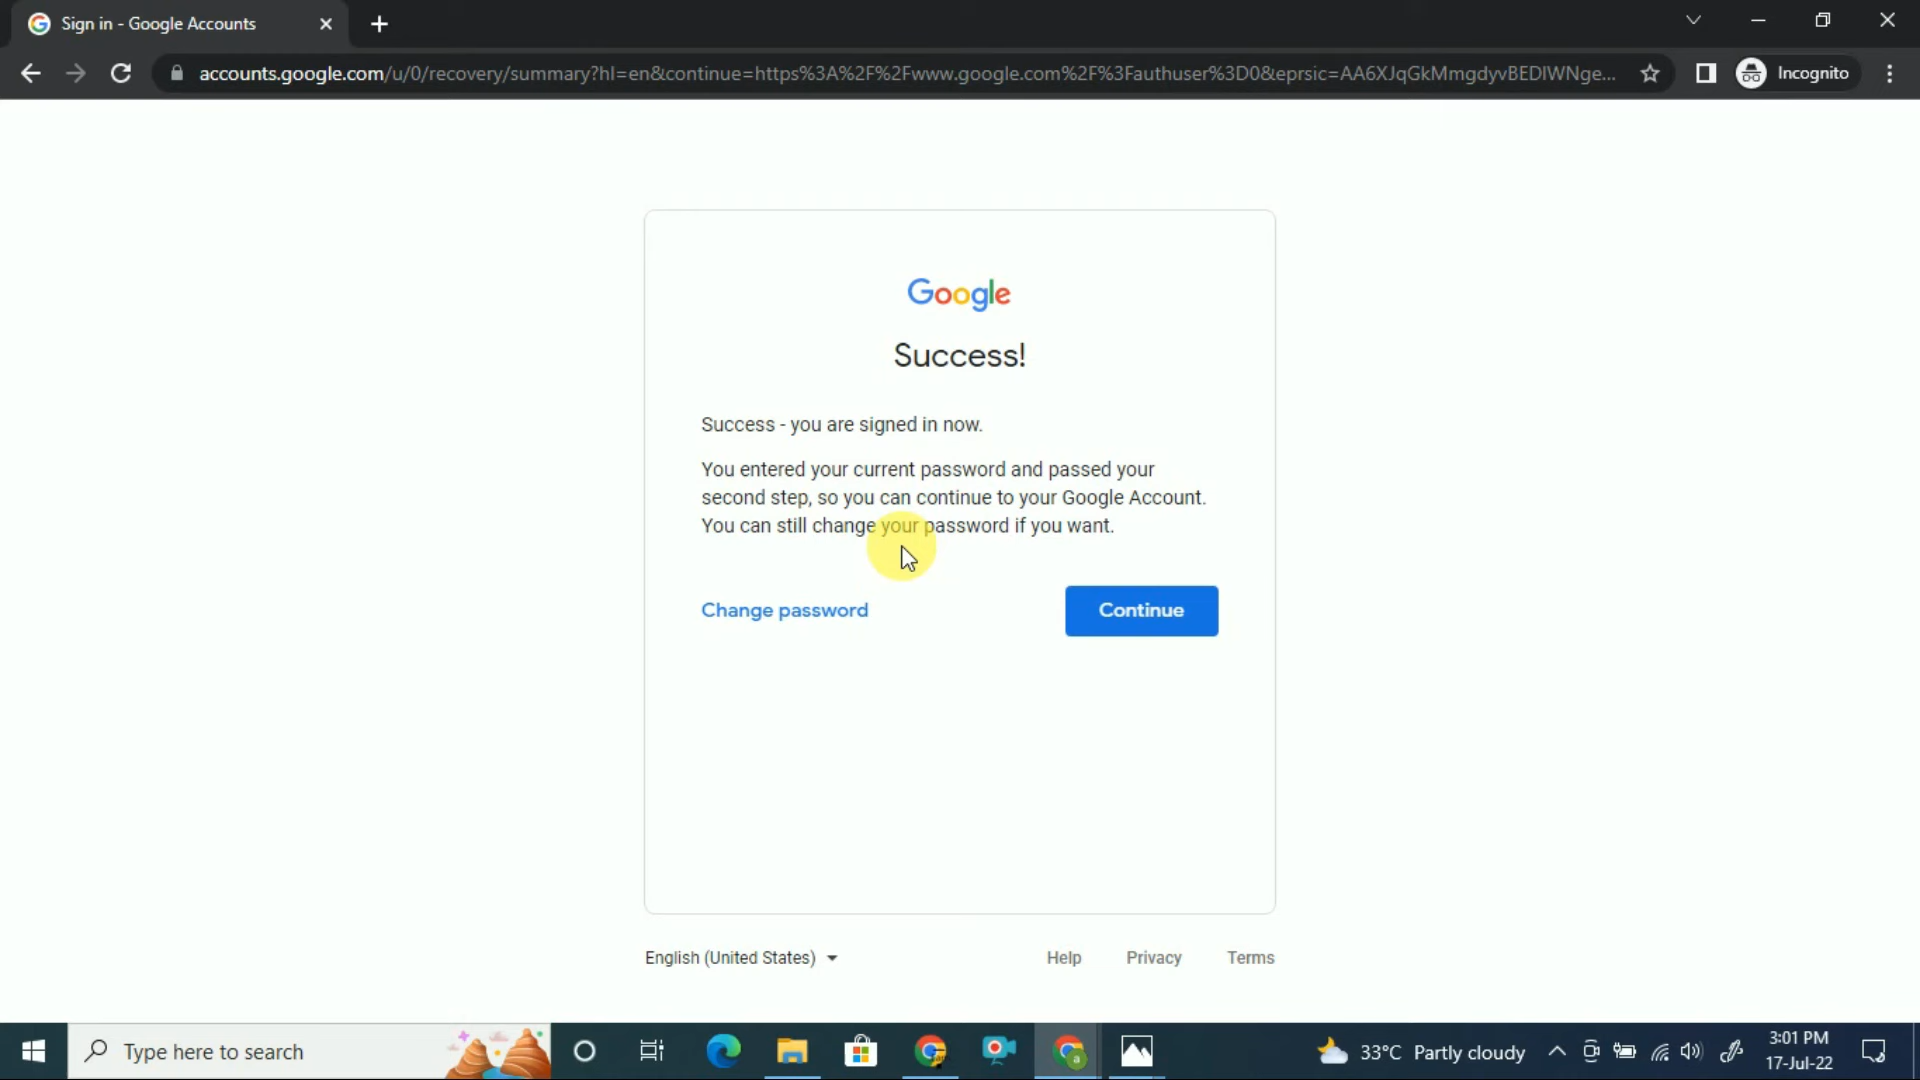 Sign in - Google Accounts
accounts.google.com/u/0/recovery/summary?hl=en&continue=https%3A%2F%2Fwww.google.com%2F%3Fauthuser%3D0&eprsic=AA6XJqGkMmgdyvBEDIWNge...
Incognito
Google
Success!
Success - you are signed in now.
You entered your current password and passed your
second step, so you can continue to your Google Account.
You can still change your password if you want.
Change password
Continue
English (United States)
Help
Privacy
Terms
Type here to search
33°C Partly cloudy
3:01 PM
17-Jul-22